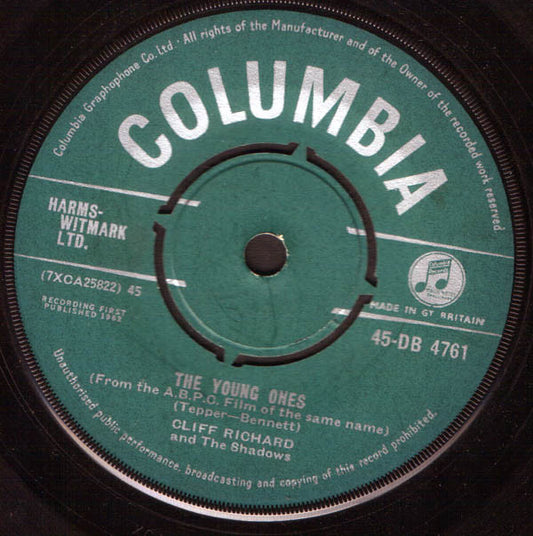 Columbia Graphophone Co. Ltd · All rights of the Manufacturer and of the Owner of the recorded work reserved.
COLUMBIA
HARMS-
WITMARK
LTD.
(7XCA25822) 45
RECORDING FIRST
PUBLISHED 1962
Columbia
Records
MADE IN GT BRITAIN
45-DB 4761
THE YOUNG ONES
(From the A.B.P.C. Film of the same name)
(Tepper—Bennett)
CLIFF RICHARD
and The Shadows
Unauthorised public performance, broadcasting and copying of this record prohibited.